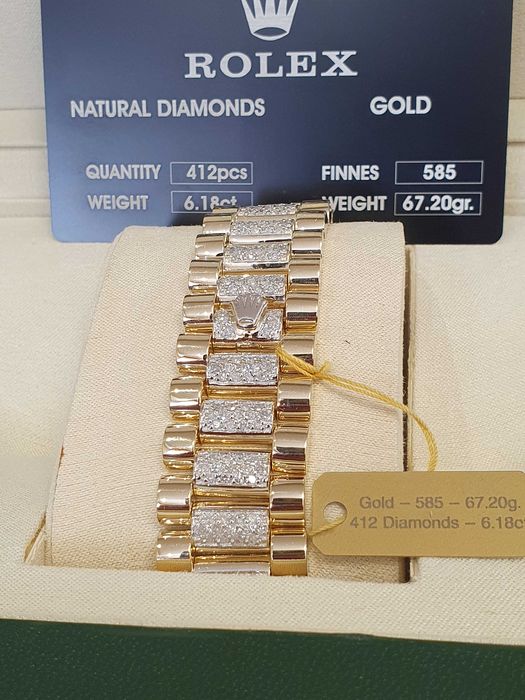 ROLEX
NATURAL DIAMONDS GOLD
QUANTITY 412pcs FINNES 585
WEIGHT 6.18ct WEIGHT 67.20gr.
Gold – 585 – 67.20g.
412 Diamonds – 6.18ct